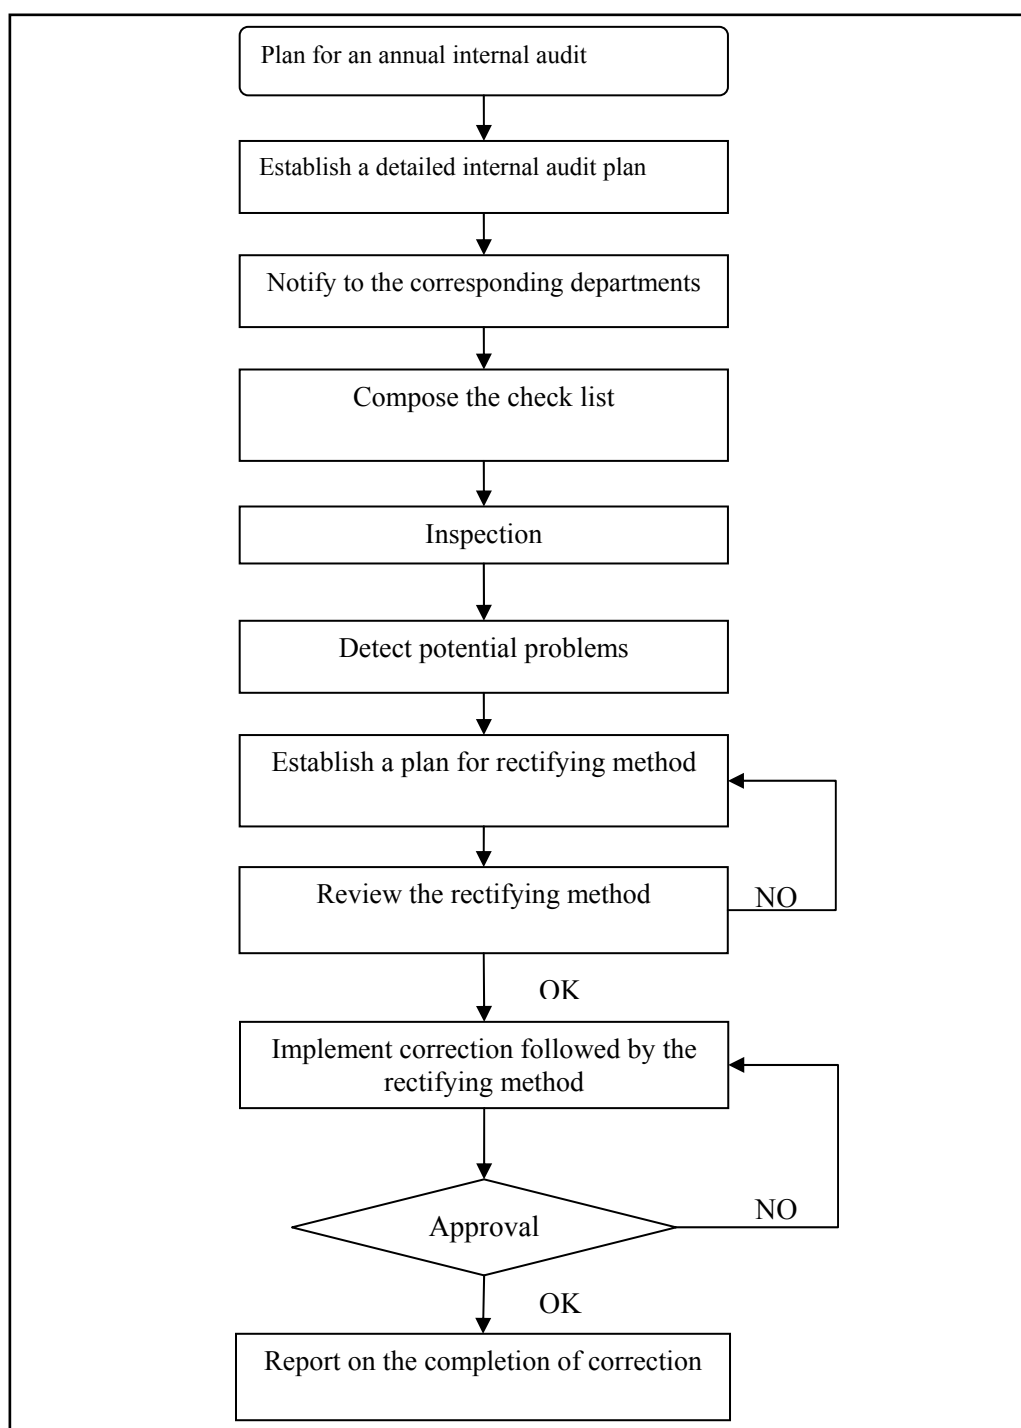 Plan for an annual internal audit
Establish a detailed internal audit plan
Notify to the corresponding departments
Compose the check list
Inspection
Detect potential problems
Establish a plan for rectifying method
Review the rectifying method
NO
OK
Implement correction followed by the
rectifying method
Approval
NO
OK
Report on the completion of correction